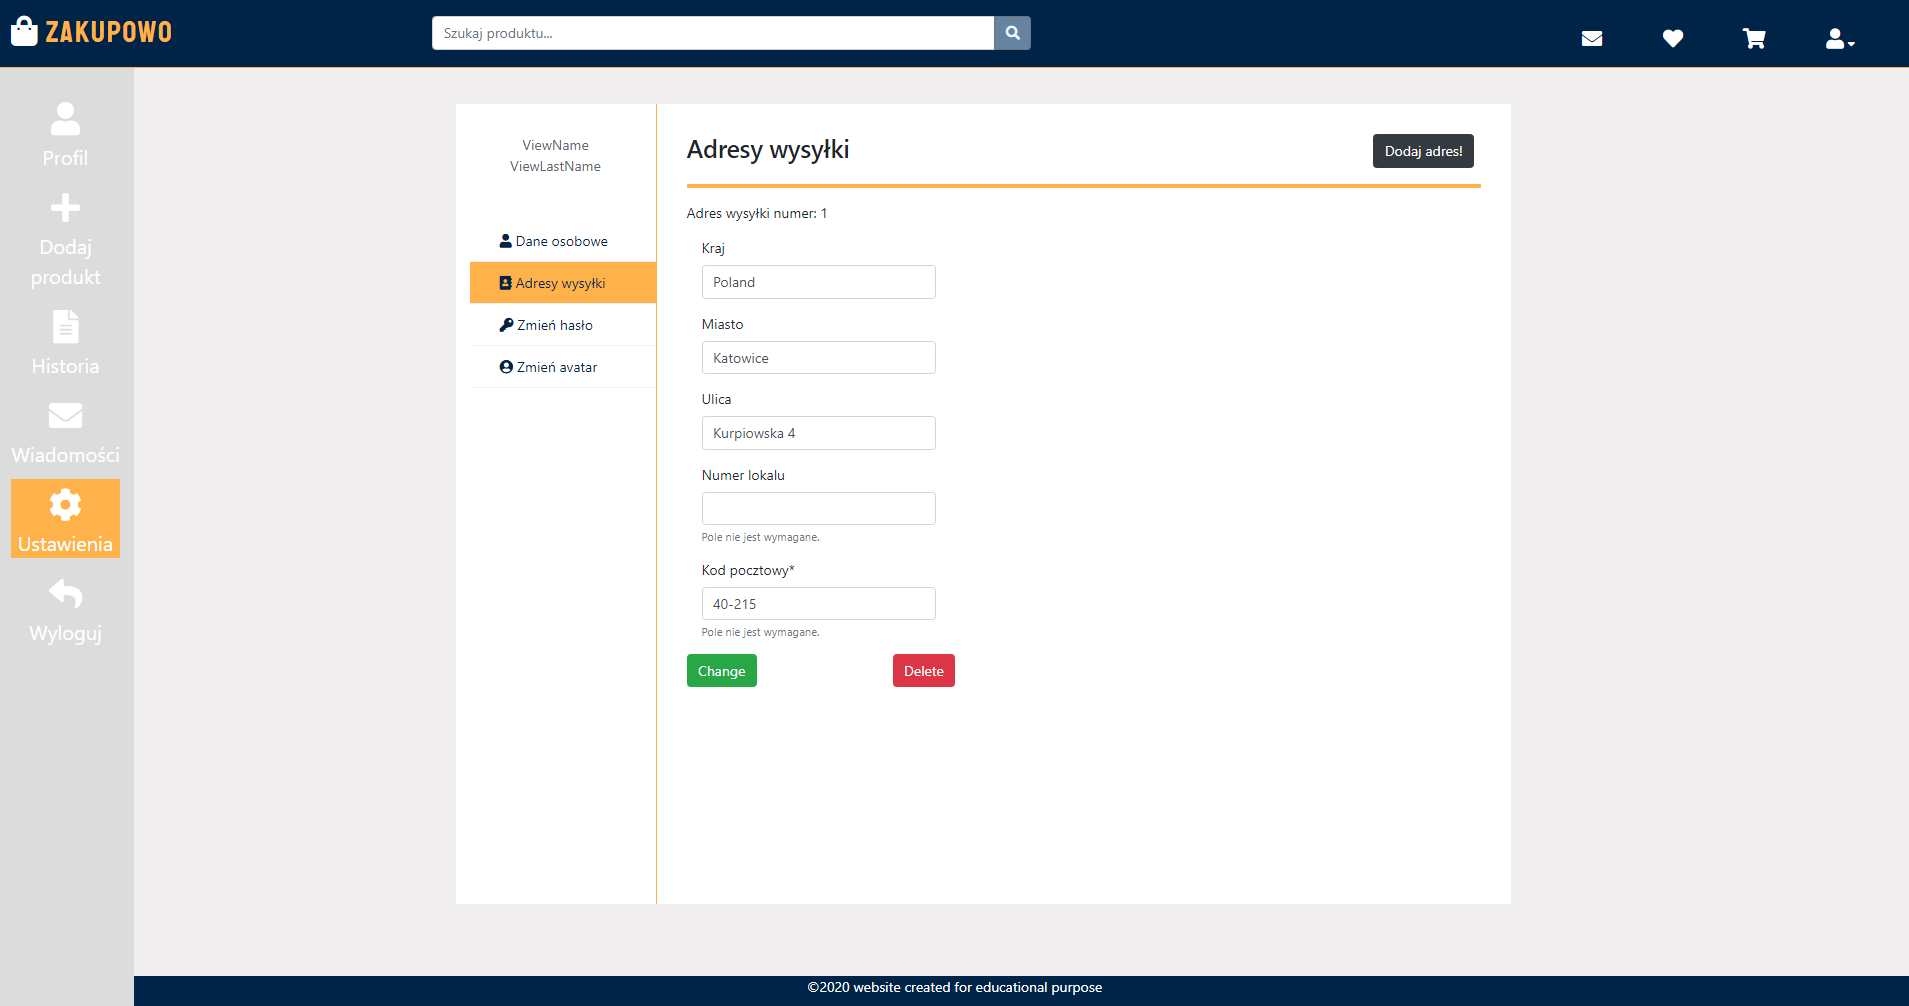 ZAKUPOWO
Szukaj produktu...
Profil
Dodaj
produkt
Historia
Wiadomości
Ustawienia
Wyloguj
ViewName
ViewLastName
Dane osobowe
Adresy wysyłki
Zmień hasło
Zmień avatar
Adresy wysyłki
Dodaj adres!
Adres wysyłki numer: 1
Kraj
Poland
Miasto
Katowice
Ulica
Kurpiowska 4
Numer lokalu
Pole nie jest wymagane.
Kod pocztowy*
40-215
Pole nie jest wymagane.
Change
Delete
©2020 website created for educational purpose